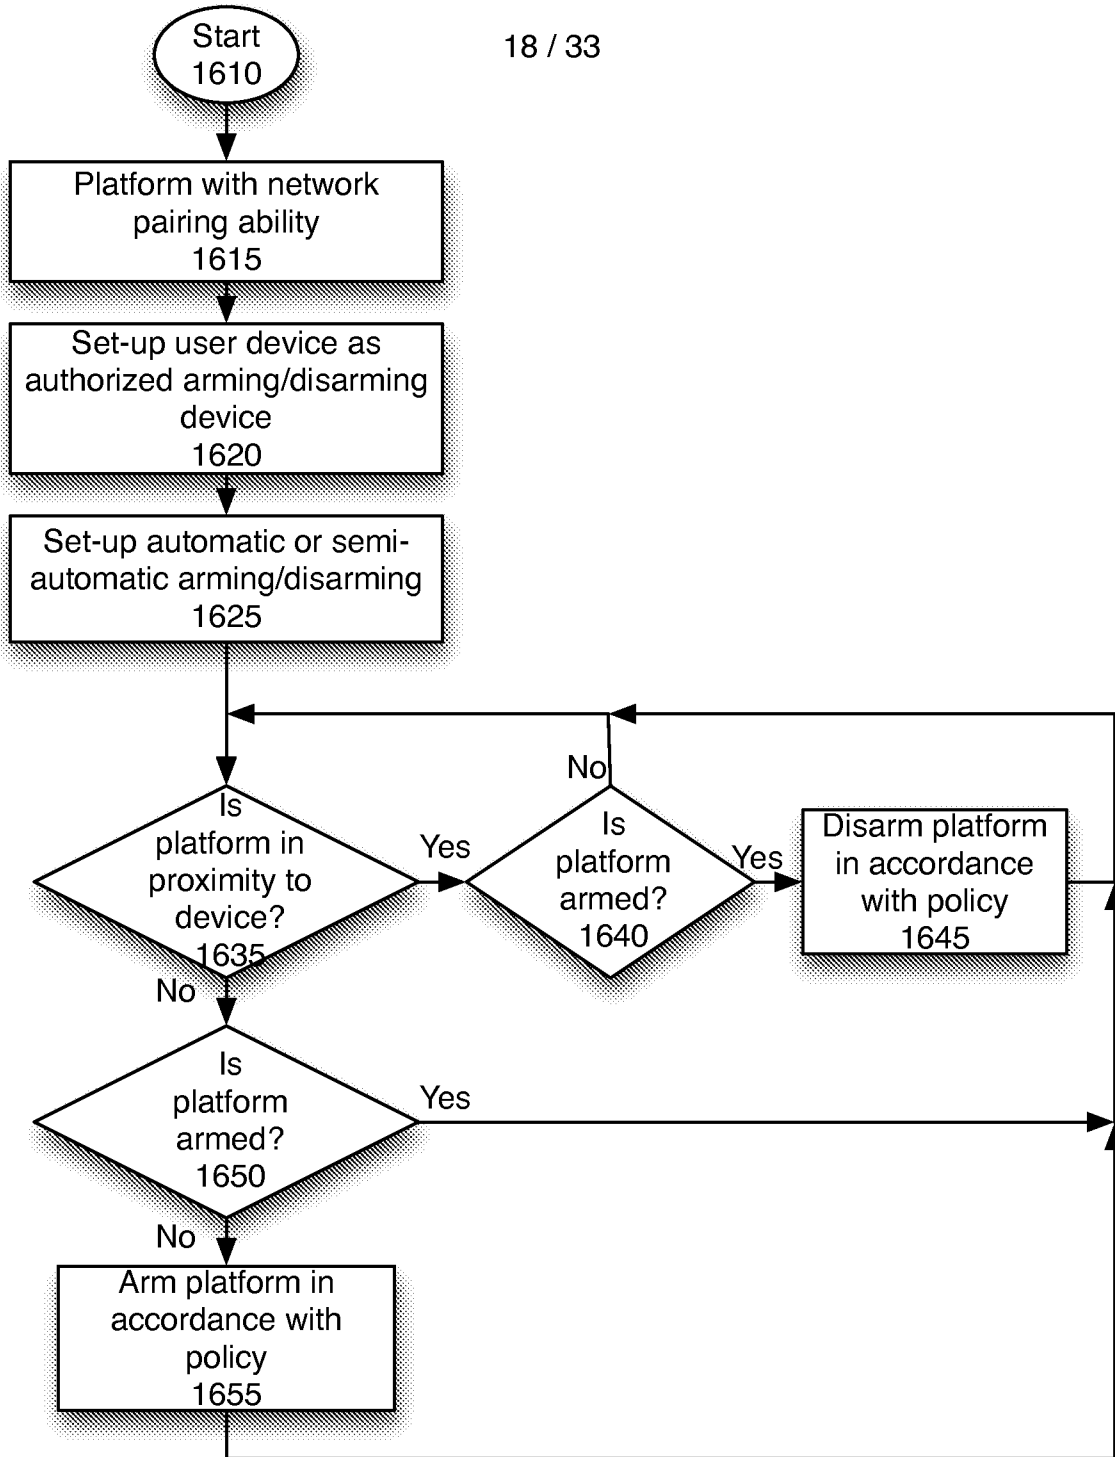 Start
1610
18 / 33
Platform with network
pairing ability
1615
Set-up user device as
authorized arming/disarming
device
1620
Set-up automatic or semi-
automatic arming/disarming
1625
Is
platform in
proximity to
device?
1635
Yes
No
Is
platform
armed?
1640
No
Yes
Disarm platform
in accordance
with policy
1645
Is
platform
armed?
1650
Yes
No
Arm platform in
accordance with
policy
1655